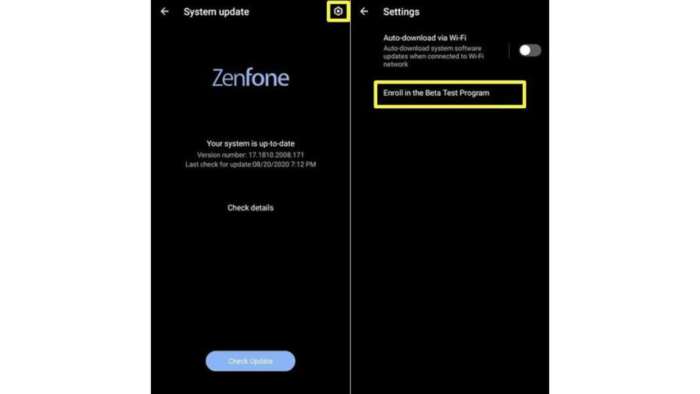 System update
Zenfone
Your system is up-to-date
Version number: 17.1810.2008.171
Last check for update:08/20/2020 7:12 PM
Check details
Check Update
Settings
Auto-download via Wi-Fi
Auto-download system software
updates when connected to Wi-Fi
network
Enroll in the Beta Test Program